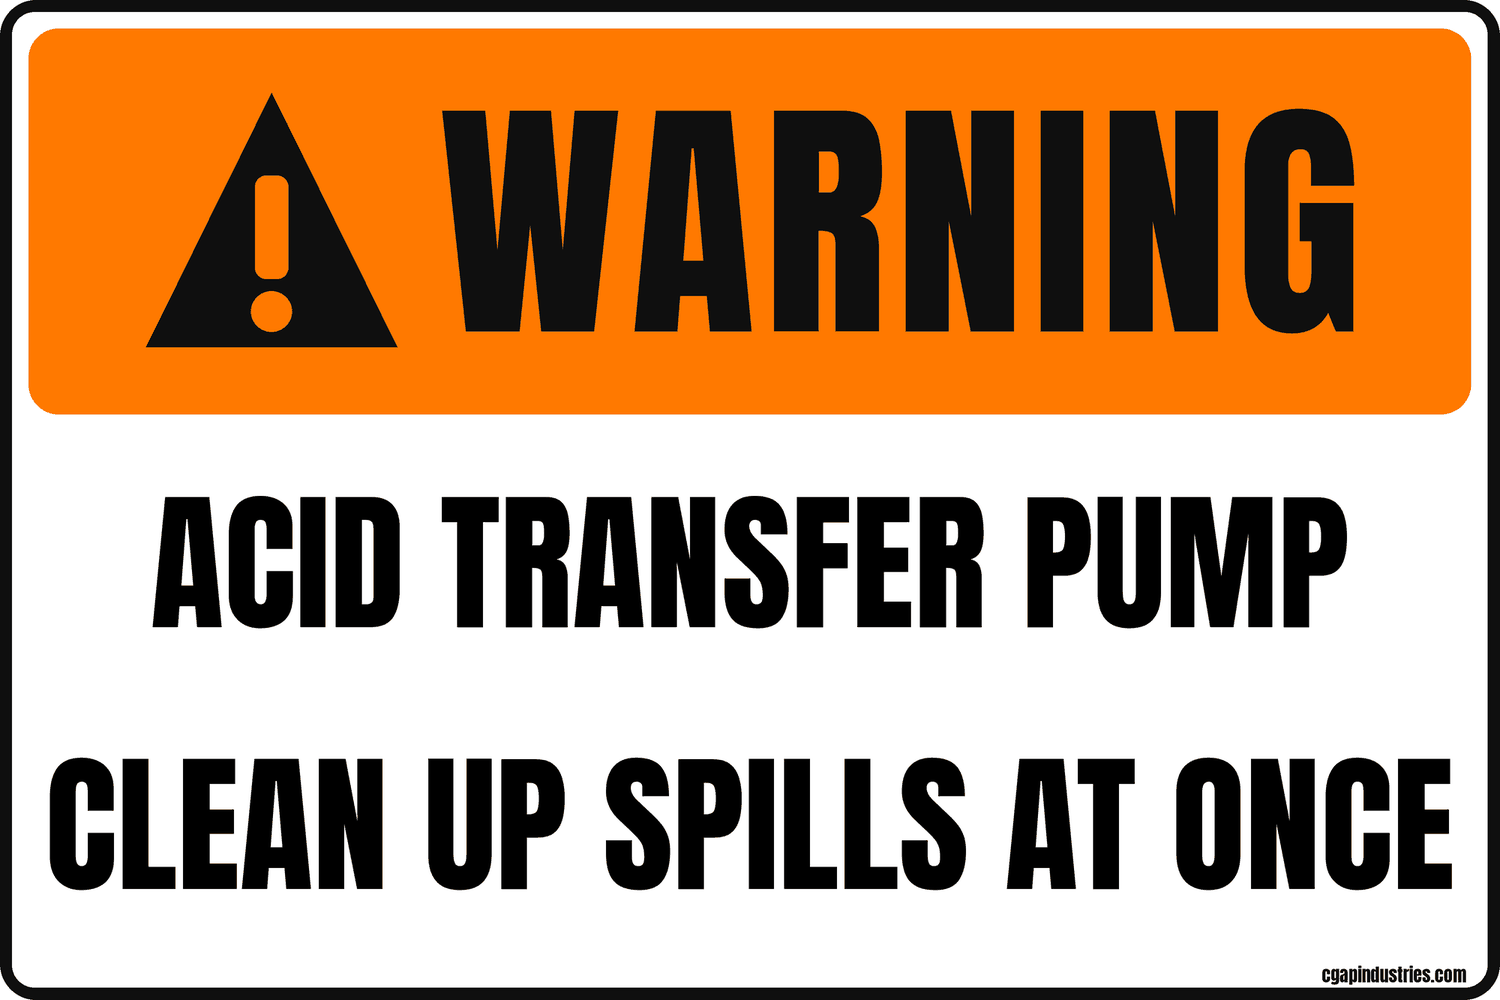 WARNING
ACID TRANSFER PUMP
CLEAN UP SPILLS AT ONCE
cgapindustries.com